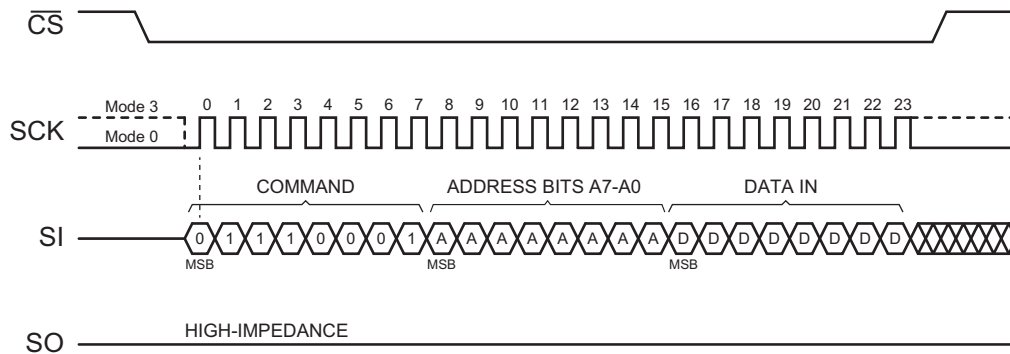 CS
SCK
Mode 3
Mode 0
0 1 2 3 4 5 6 7 8 9 10 11 12 13 14 15 16 17 18 19 20 21 22 23
COMMAND ADDRESS BITS A7-A0 DATA IN
SI
0 1 1 1 0 0 0 1 A A A A A A A A D D D D D D D D
MSB MSB MSB
HIGH-IMPEDANCE
SO